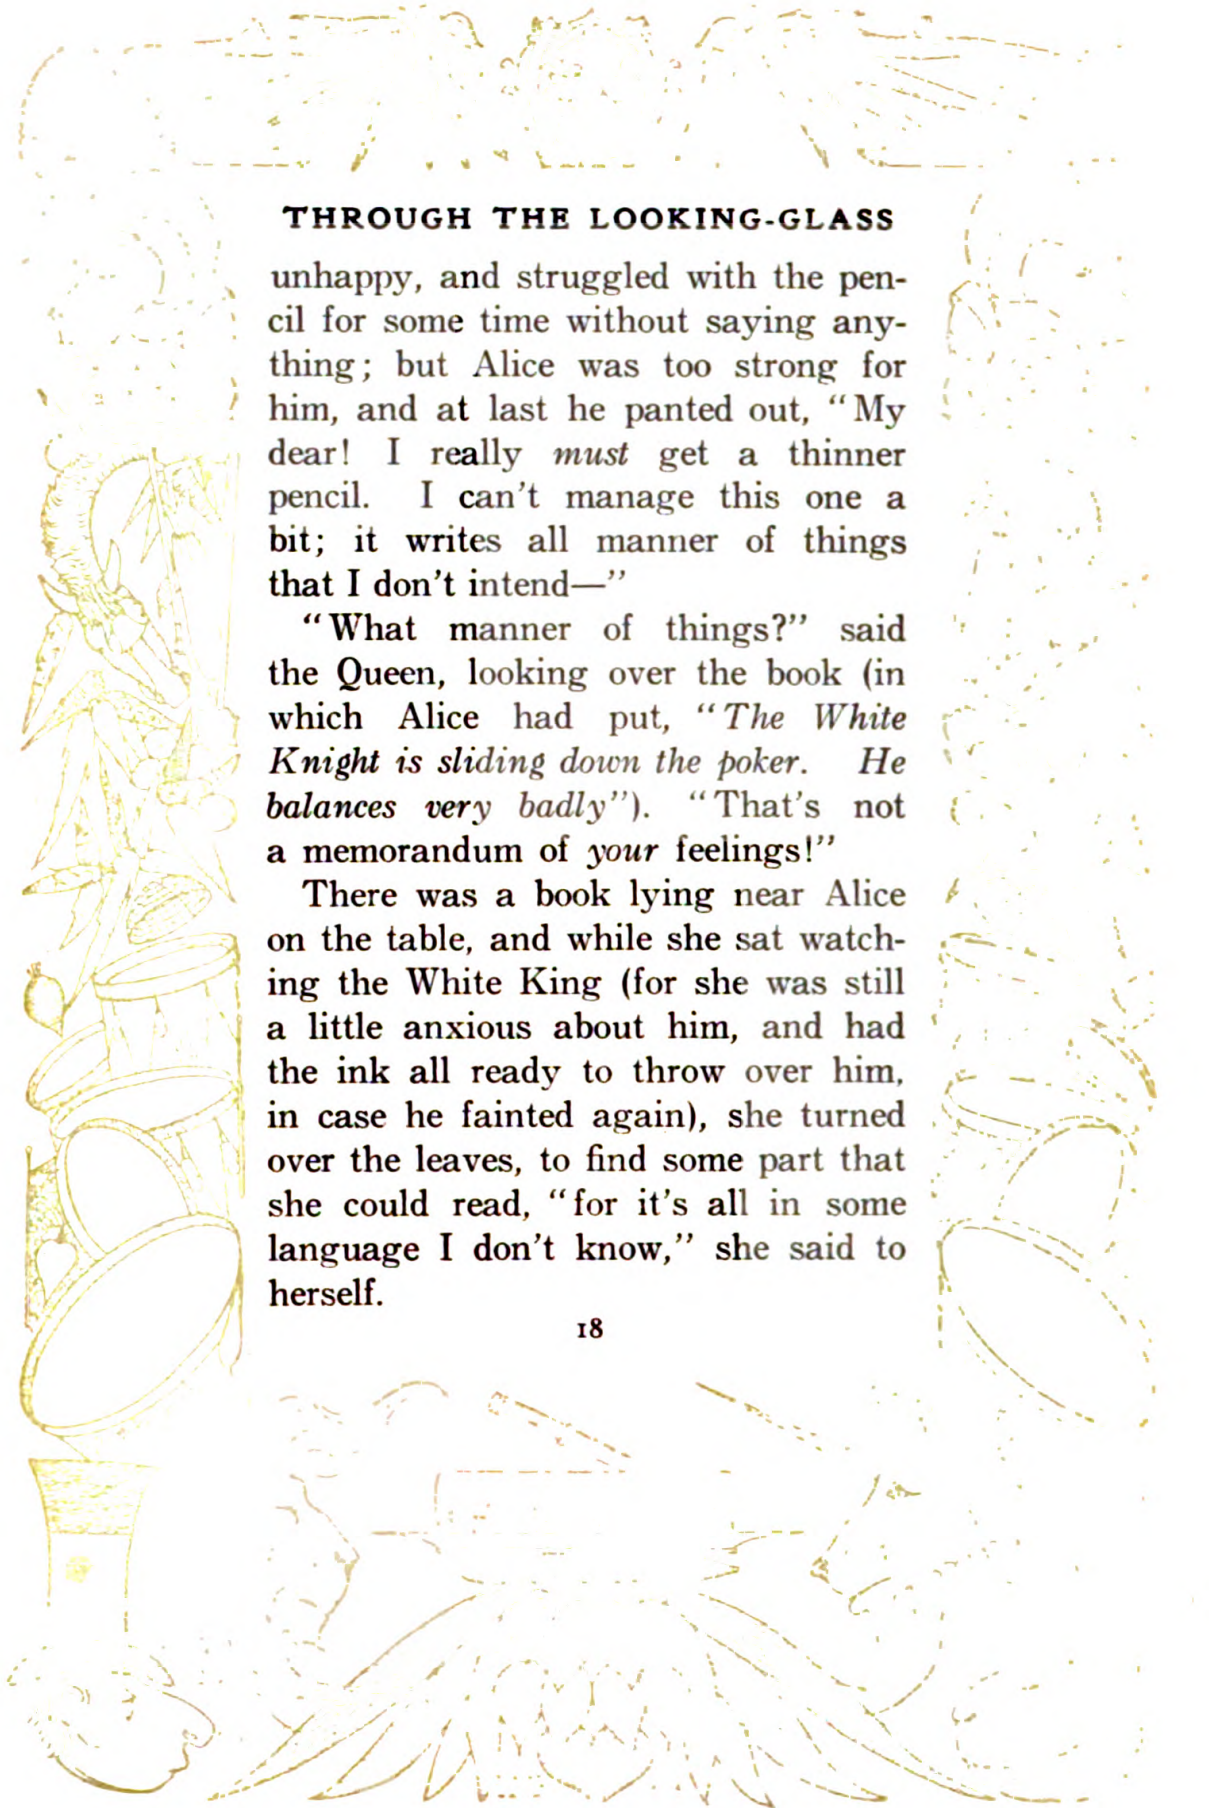 THROUGH THE LOOKING-GLASS
unhappy, and struggled with the pen-
cil for some time without saying any-
thing; but Alice was too strong for
him, and at last he panted out, “My
dear! I really must get a thinner
pencil. I can’t manage this one a
bit; it writes all manner of things
that I don’t intend—”
“What manner of things?” said
the Queen, looking over the book (in
which Alice had put, “The White
Knight is sliding down the poker. He
balances very badly”). “That’s not
a memorandum of your feelings!”
There was a book lying near Alice
on the table, and while she sat watch-
ing the White King (for she was still
a little anxious about him, and had
the ink all ready to throw over him,
in case he fainted again), she turned
over the leaves, to find some part that
she could read, “for it’s all in some
language I don’t know,” she said to
herself.
18